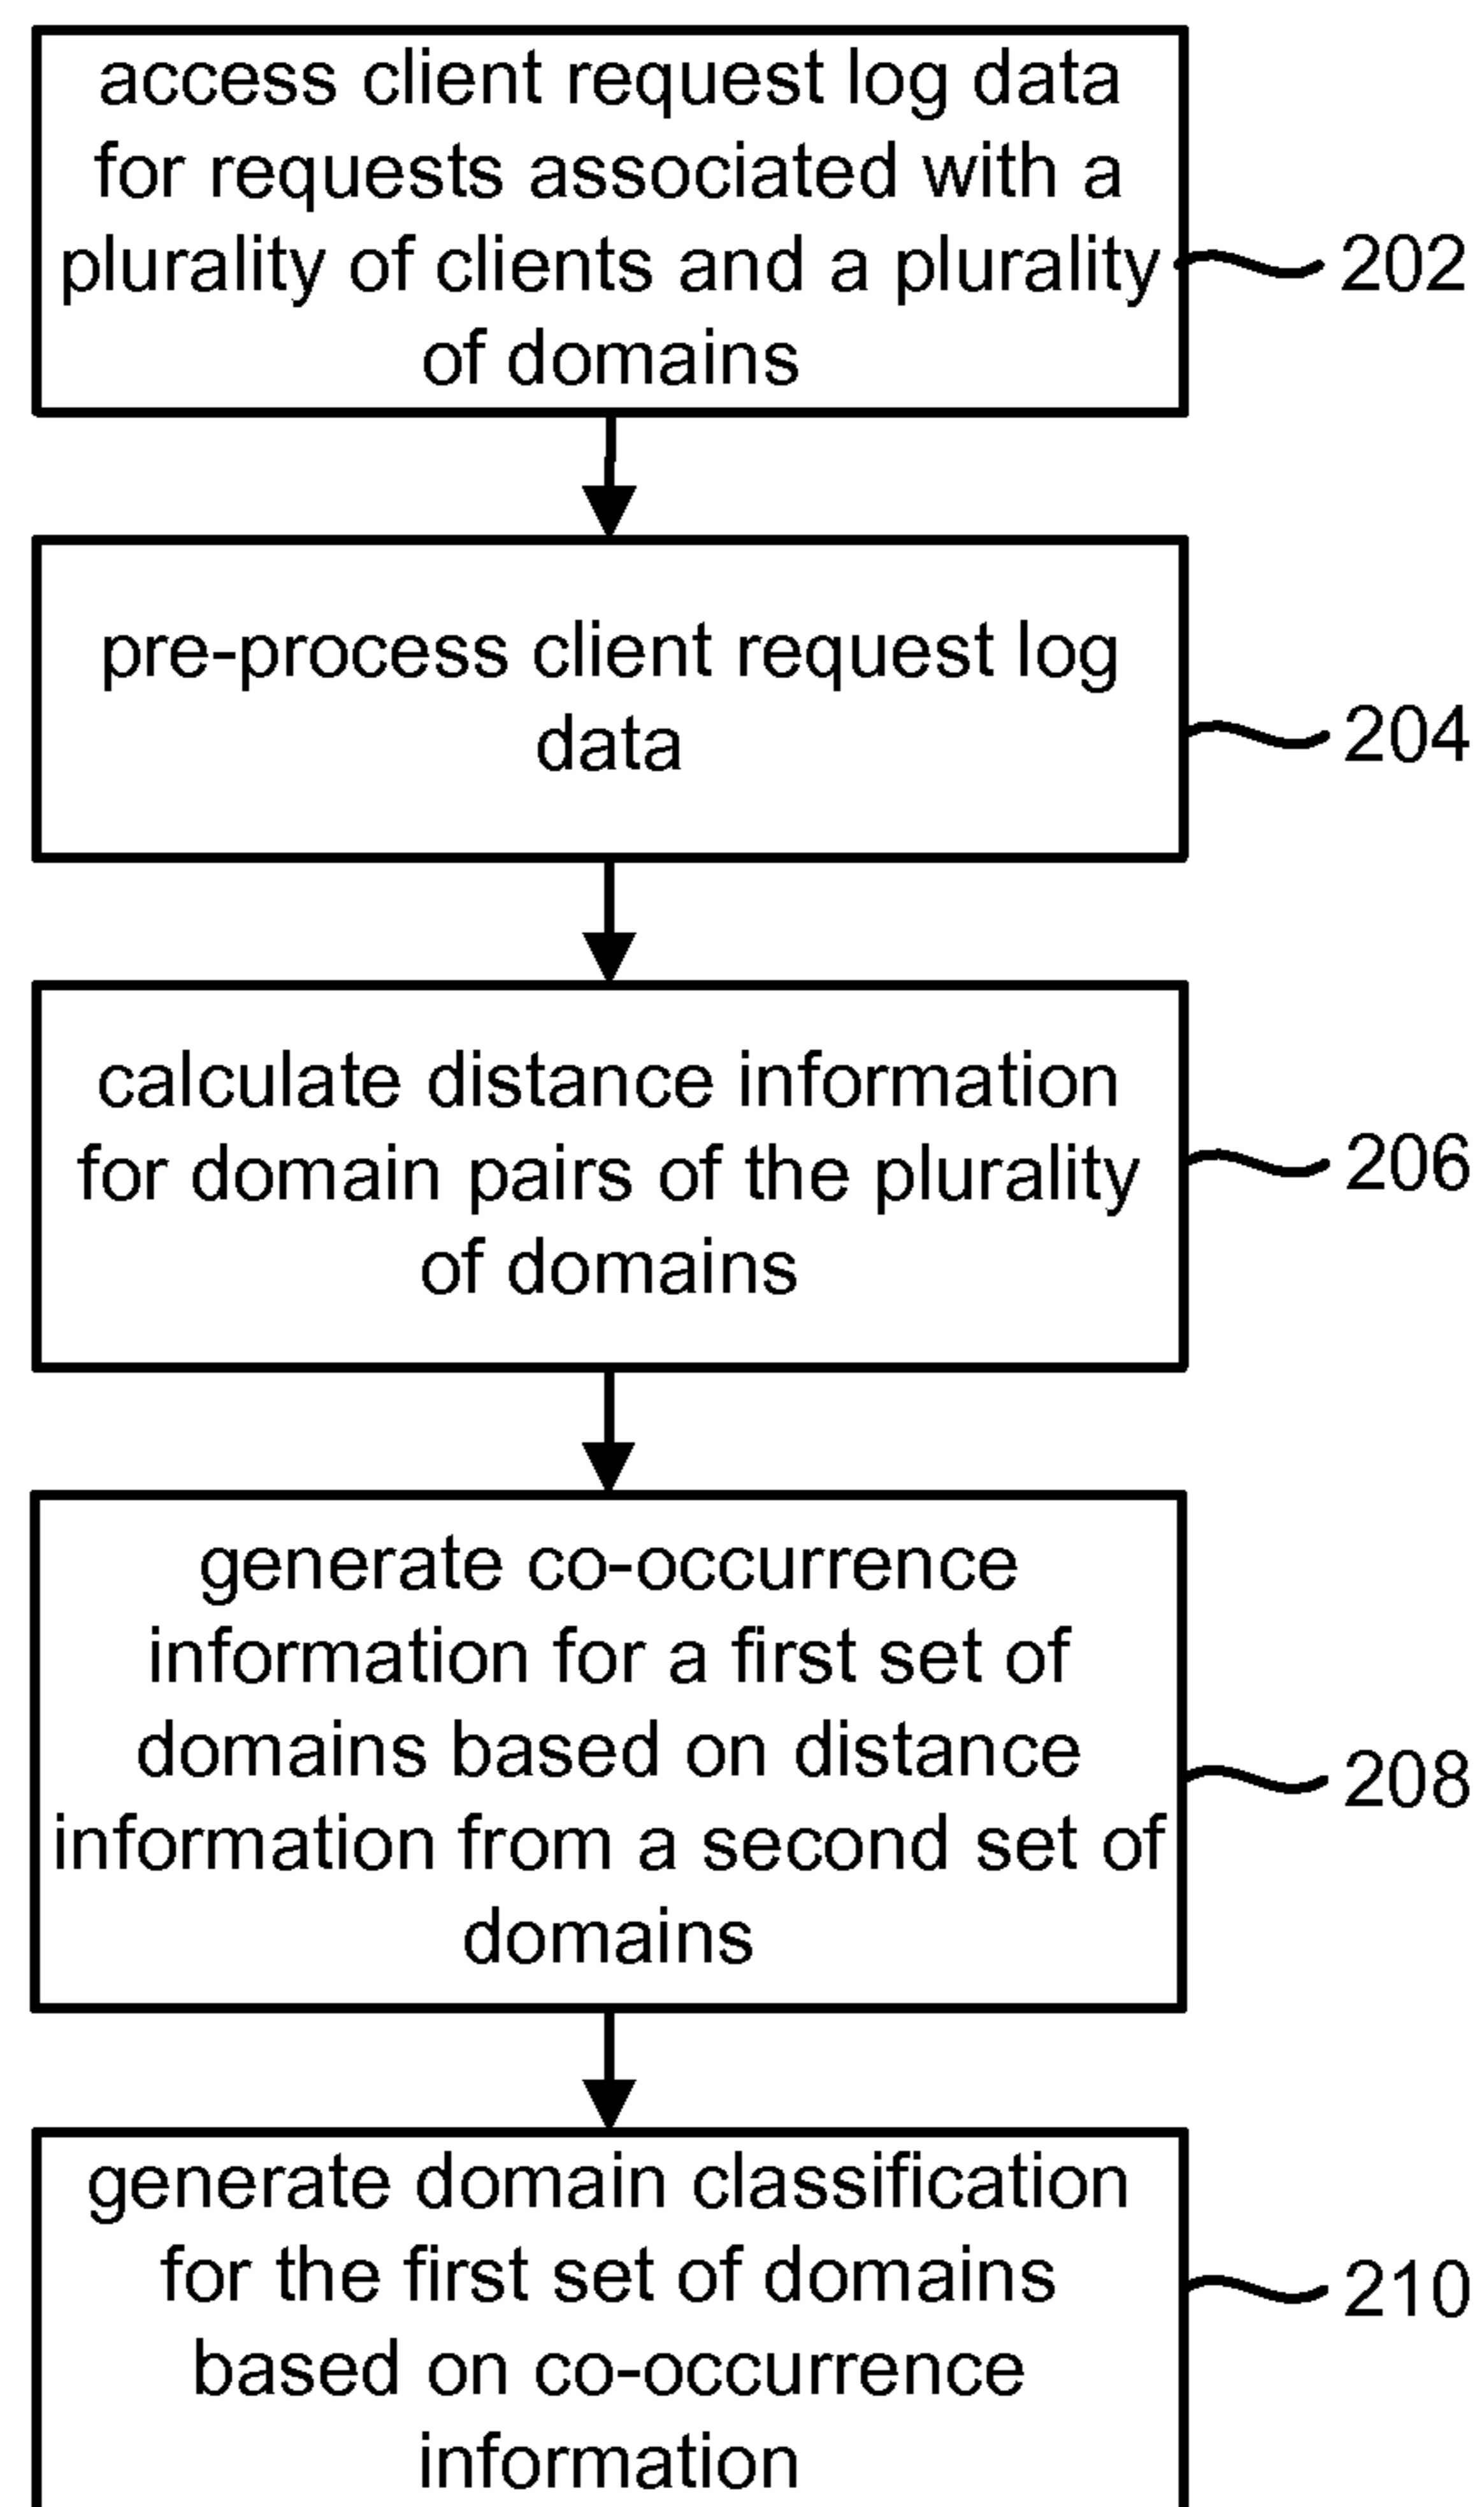 access client request log data
for requests associated with a
plurality of clients and a plurality
of domains
202
pre-process client request log
data
204
calculate distance information
for domain pairs of the plurality
of domains
206
generate co-occurrence
information for a first set of
domains based on distance
information from a second set of
domains
208
generate domain classification
for the first set of domains
based on co-occurrence
information
210